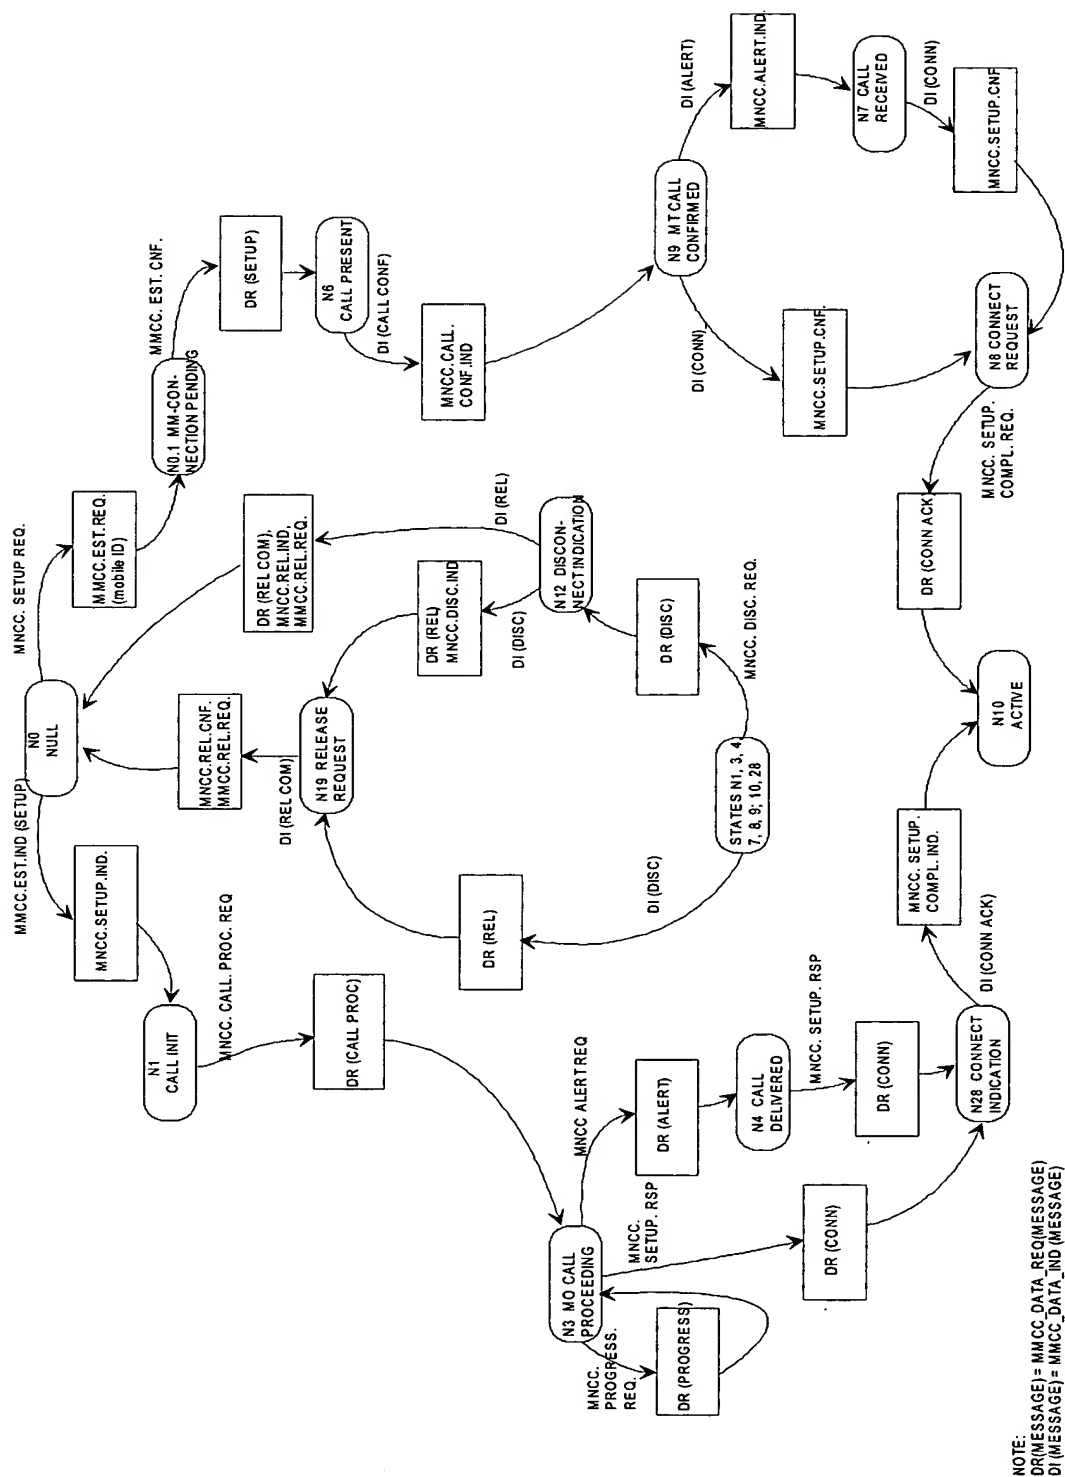 MNCC. SETUP REQ.
N0
NULL
MMCC.EST.IND (SETUP)
MMCC.EST.REQ.
(mobile ID)
N0.1 MM-CON-
NECTION PENDING
MMCC. EST. CNF.
DR (SETUP)
N6
CALL PRESENT
DI (CALL CONF)
MNCC.CALL.
CONF.IND
N9 MT CALL
CONFIRMED
DI (ALERT)
MNCC.ALERT.IND.
N7 CALL
RECEIVED
DI (CONN)
MNCC.SETUP.CNF.
DI (CONN)
MNCC.SETUP.CNF.
N8 CONNECT
REQUEST
MNCC. SETUP.
COMPL. REQ.
DR (CONN ACK)
N10
ACTIVE
MNCC.SETUP.IND.
N1
CALL INIT
MNCC. CALL. PROC. REQ
DR (CALL PROC)
N3 MO CALL
PROCEEDING
MNCC ALERT REQ
DR (ALERT)
N4 CALL
DELIVERED
MNCC. SETUP. RSP
DR (CONN)
MNCC.
SETUP. RSP
DR (CONN)
MNCC.
PROGRESS.
REQ.
DR (PROGRESS)
N28 CONNECT
INDICATION
DI (CONN ACK)
MNCC. SETUP.
COMPL. IND.
MNCC.REL.CNF.
MMCC.REL.REQ.
DI (REL COM)
N19 RELEASE
REQUEST
DR (REL COM),
MNCC.REL.IND,
MMCC.REL.REQ.
DI (REL)
DR (REL)
MNCC.DISC.IND
DI (DISC)
N12 DISCON-
NECT INDICATION
DR (DISC)
MNCC. DISC. REQ.
STATES N1, 3, 4
7, 8, 9; 10, 28
DI (DISC)
DR (REL)
NOTE:
DR(MESSAGE) = MMCC_DATA_REQ(MESSAGE)
DI (MESSAGE) = MMCC_DATA_IND (MESSAGE)